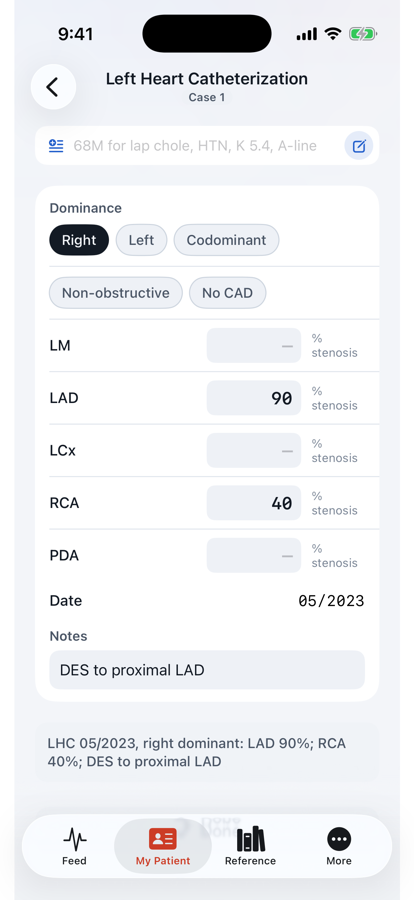 9:41
Left Heart Catheterization
Case 1
68M for lap chole, HTN, K 5.4, A-line
Dominance
Right Left Codominant
Non-obstructive No CAD
LM — % stenosis
LAD 90 % stenosis
LCx — % stenosis
RCA 40 % stenosis
PDA — % stenosis
Date 05/2023
Notes
DES to proximal LAD
LHC 05/2023, right dominant: LAD 90%; RCA
40%; DES to proximal LAD
Feed My Patient Reference More